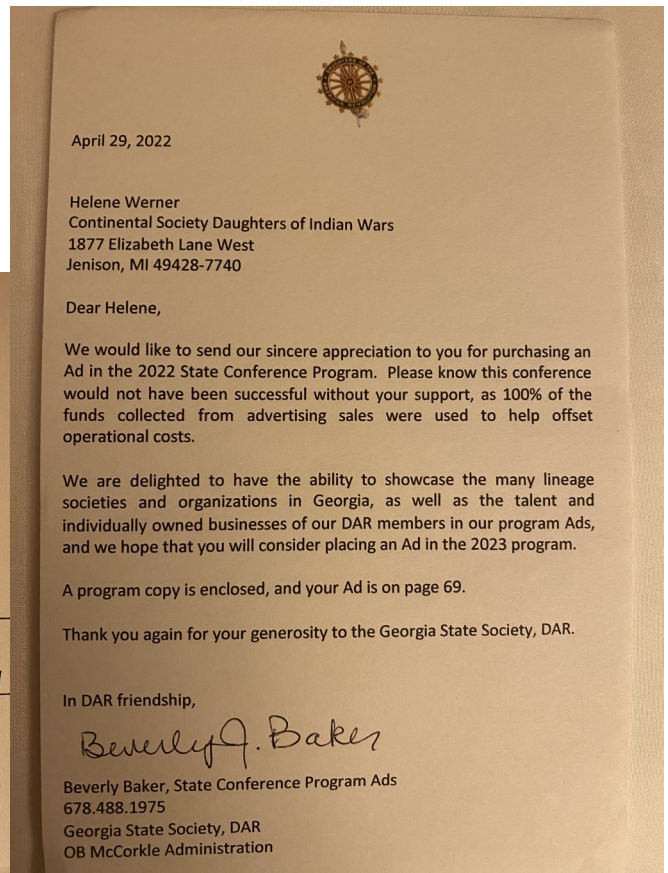 April 29, 2022
Helene Werner
Continental Society Daughters of Indian Wars
1877 Elizabeth Lane West
Jenison, MI 49428-7740
Dear Helene,
We would like to send our sincere appreciation to you for purchasing an
Ad in the 2022 State Conference Program. Please know this conference
would not have been successful without your support, as 100% of the
funds collected from advertising sales were used to help offset
operational costs.
We are delighted to have the ability to showcase the many lineage
societies and organizations in Georgia, as well as the talent and
individually owned businesses of our DAR members in our program Ads,
and we hope that you will consider placing an Ad in the 2023 program.
A program copy is enclosed, and your Ad is on page 69.
Thank you again for your generosity to the Georgia State Society, DAR.
In DAR friendship,
Beverly J. Baker
Beverly Baker, State Conference Program Ads
678.488.1975
Georgia State Society, DAR
OB McCorkle Administration